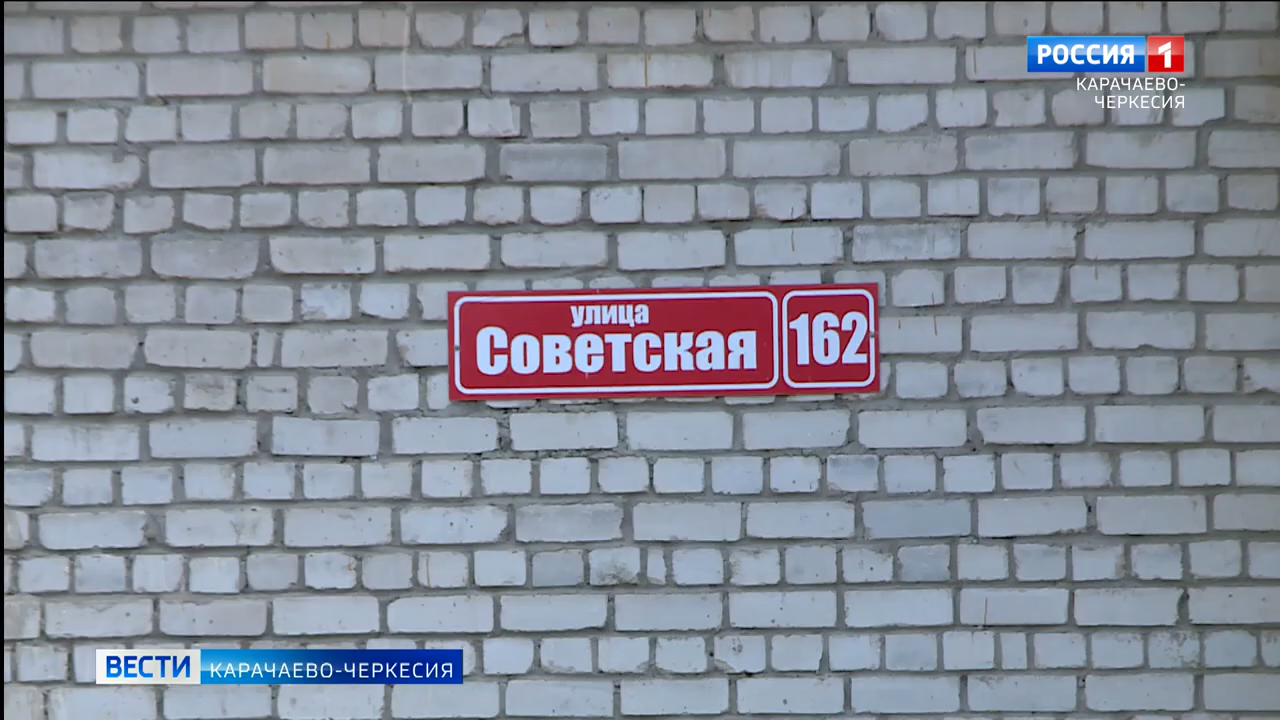 РОССИЯ 1
КАРАЧАЕВО-
ЧЕРКЕСИЯ
улица
Советская 162
ВЕСТИ КАРАЧАЕВО-ЧЕРКЕСИЯ